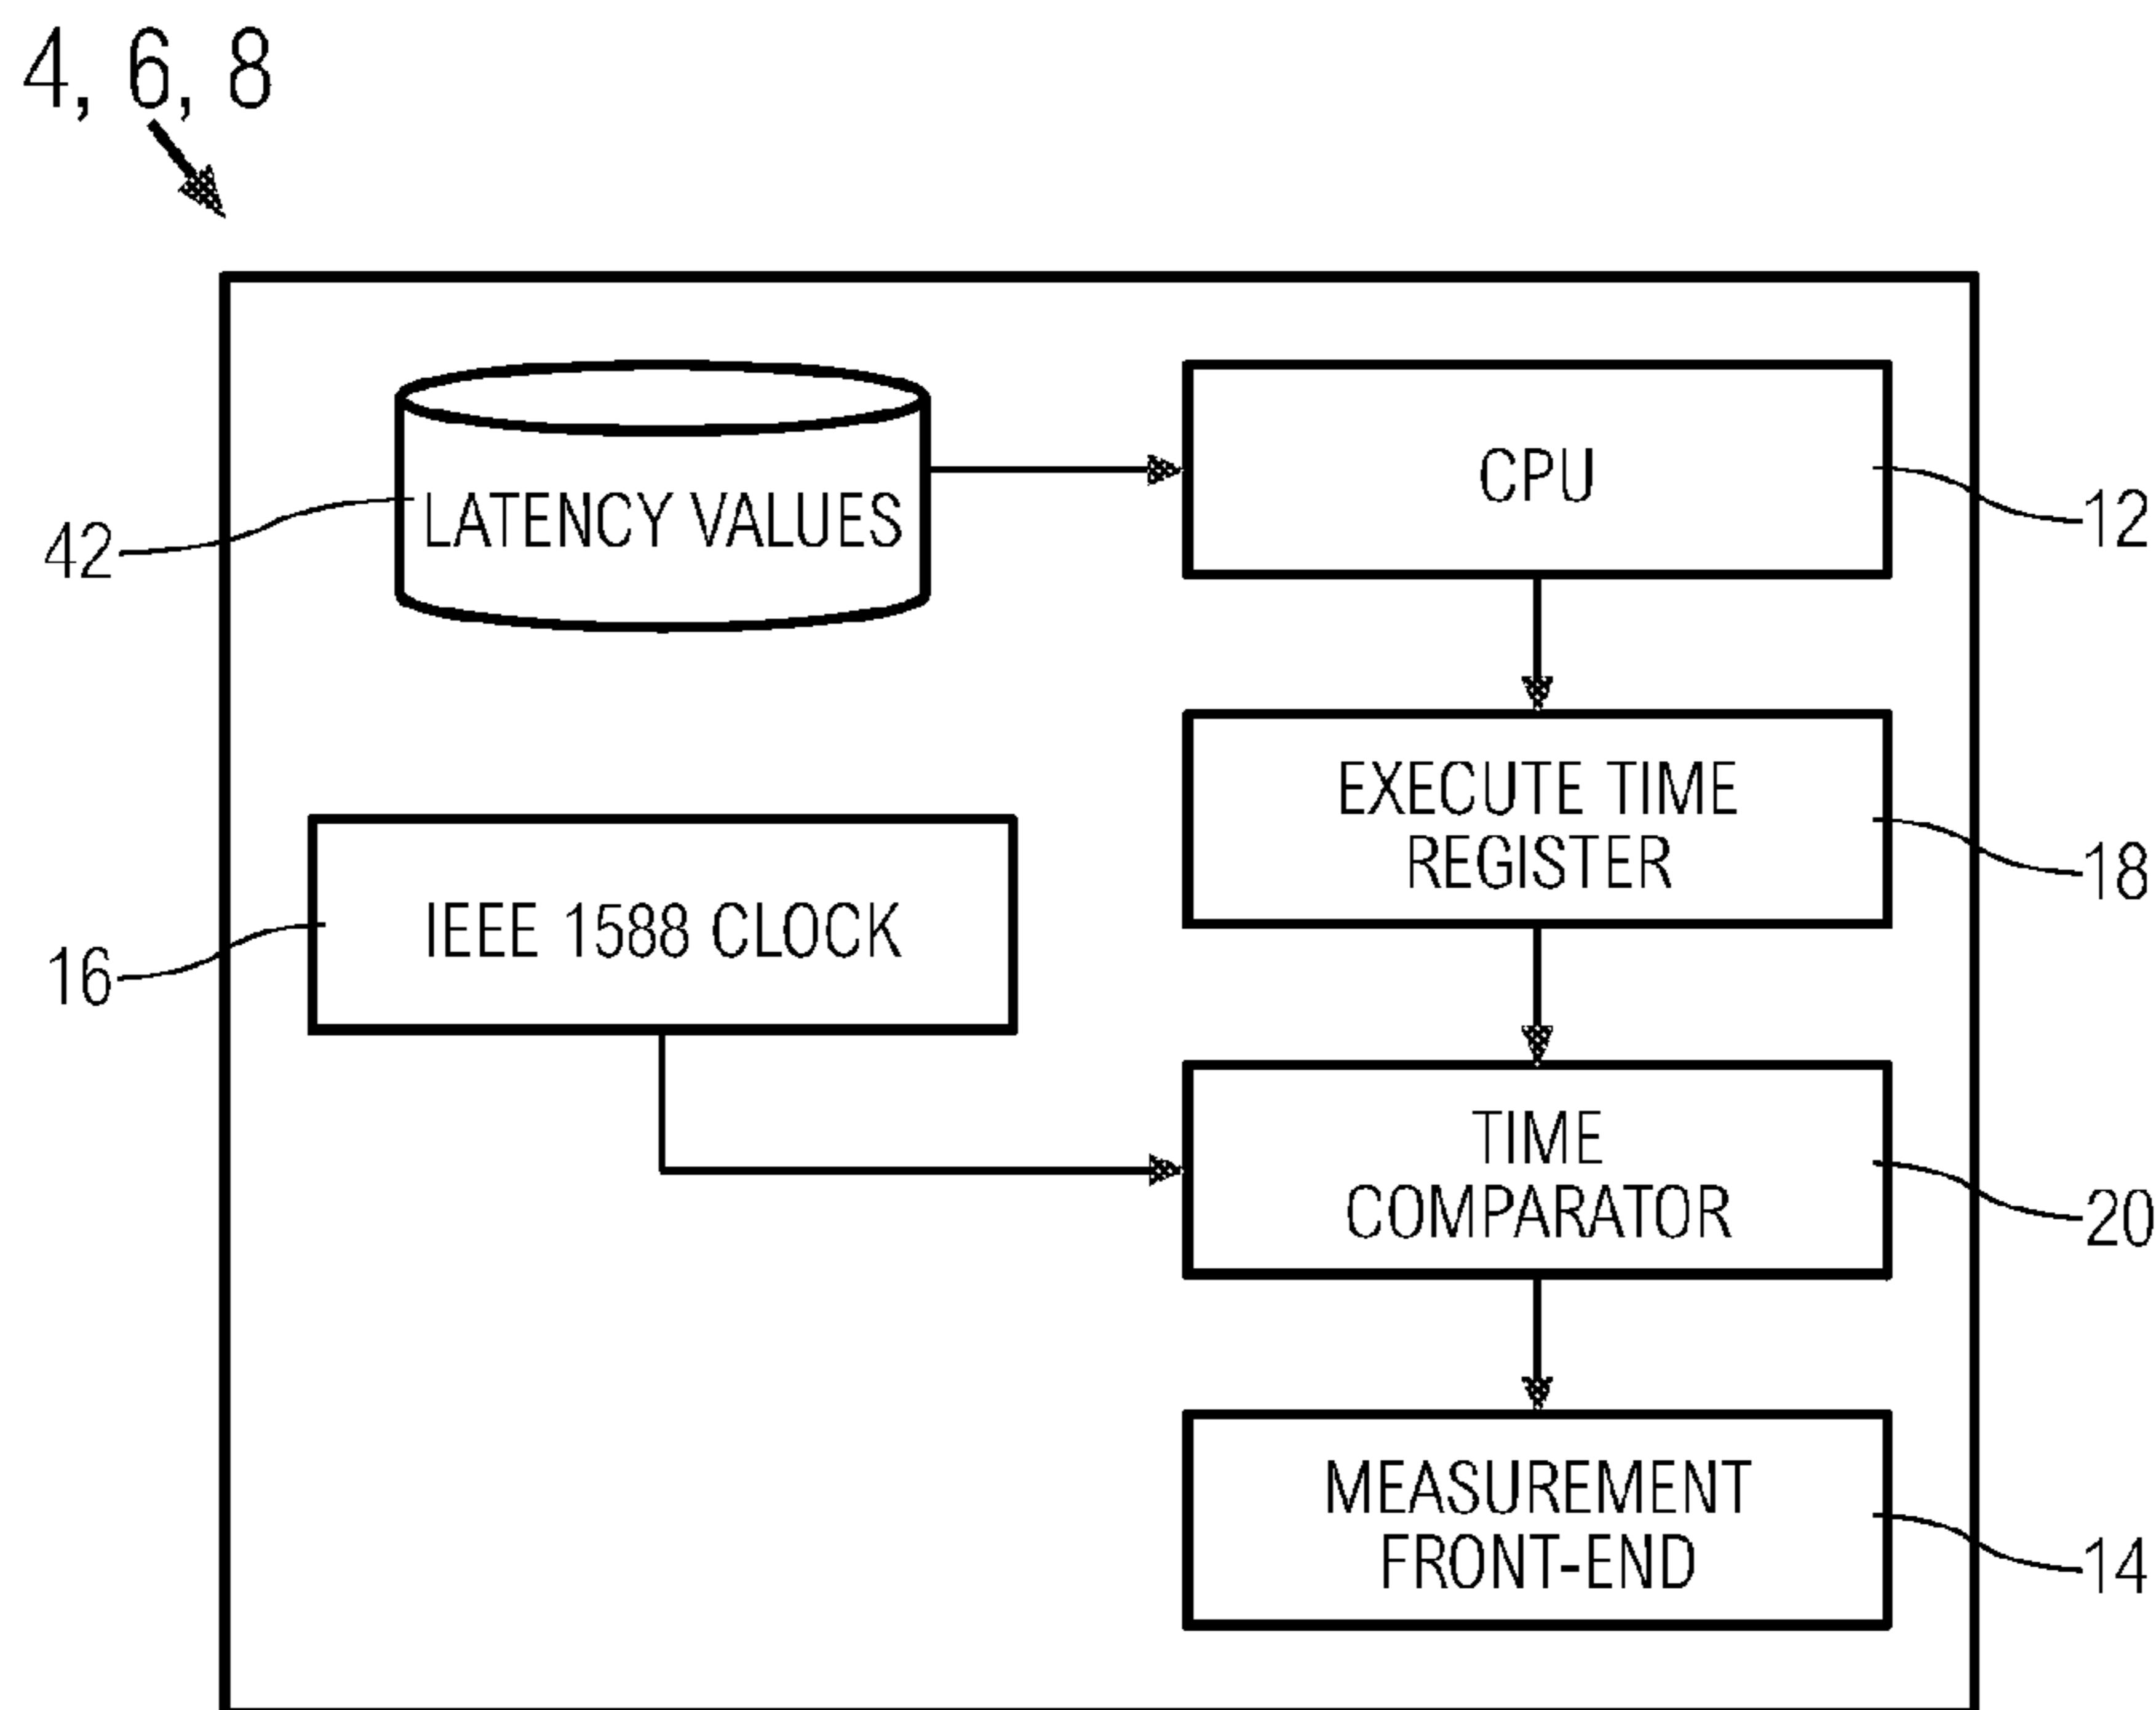 4, 6, 8
LATENCY VALUES
CPU
42
12
EXECUTE TIME
REGISTER
18
IEEE 1588 CLOCK
16
TIME
COMPARATOR
20
MEASUREMENT
FRONT-END
14